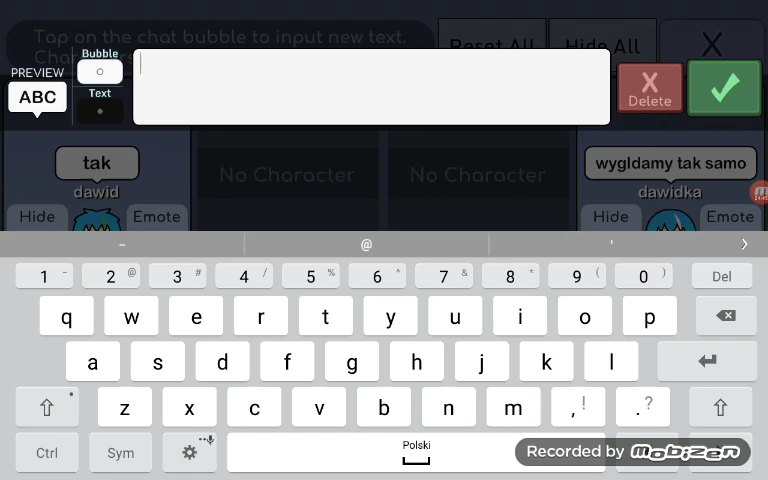 Tap on the chat bubble to input new text.
Reset All
Hide All
X
Bubble
PREVIEW
ABC
Text
X
Delete
tak
dawid
No Character
No Character
wygldamy tak samo
dawidka
Hide
Emote
Hide
Emote
- @ ' >
1 - 2 @ 3 # 4 / 5 % 6 ^ 7 & 8 * 9 ( 0 ) Del
q w e r t y u i o p
a s d f g h j k l
z x c v b n m , ! . ?
Ctrl Sym Polski
Recorded by mobizen